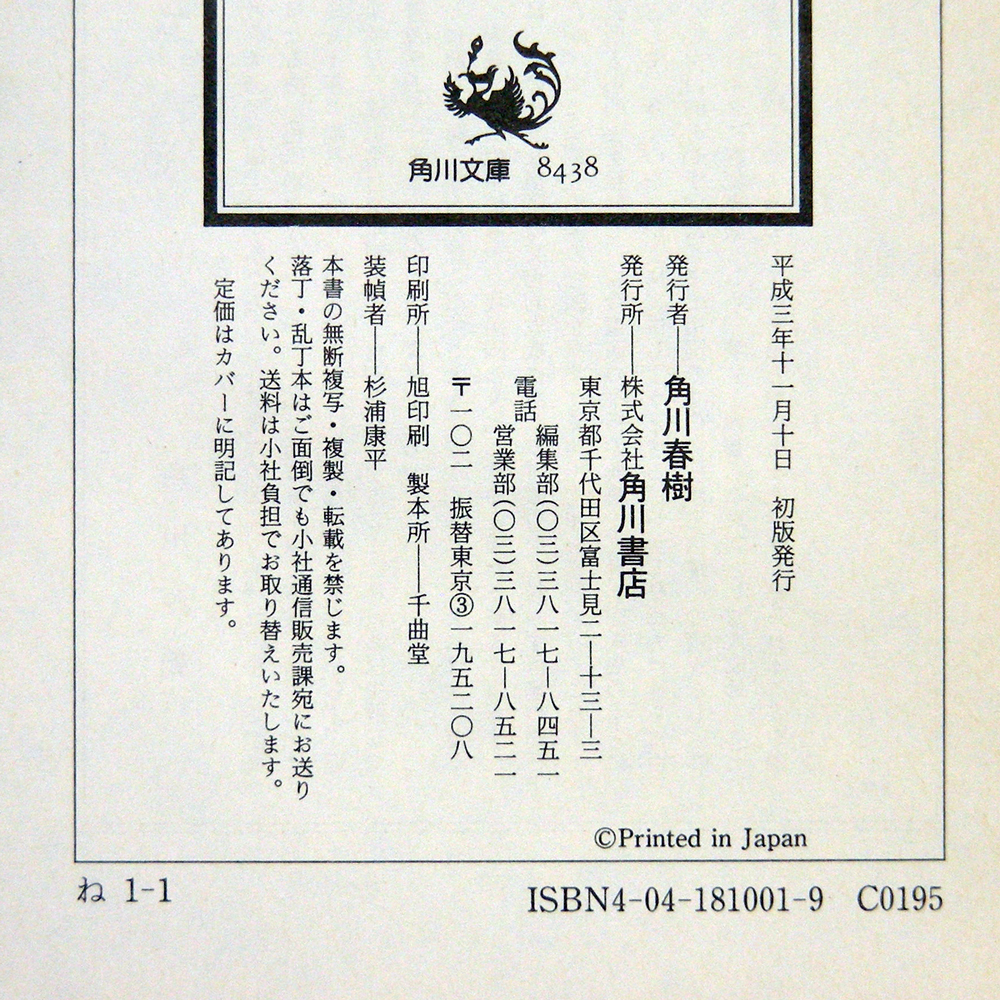 角川文庫 8438
平成三年十一月十日 初版発行
発行者——角川春樹
発行所——株式会社角川書店
東京都千代田区富士見二—十三—三
電話 編集部(〇三)三八一七—八四五一
営業部(〇三)三八一七—八五二一
〒一〇二 振替東京③一九五二〇八
印刷所——旭印刷 製本所——千曲堂
装幀者——杉浦康平
本書の無断複写・複製・転載を禁じます。
落丁・乱丁本はご面倒でも小社通信販売課宛にお送り
ください。送料は小社負担でお取り替えいたします。
定価はカバーに明記してあります。
©Printed in Japan
ね 1-1
ISBN4-04-181001-9 C0195